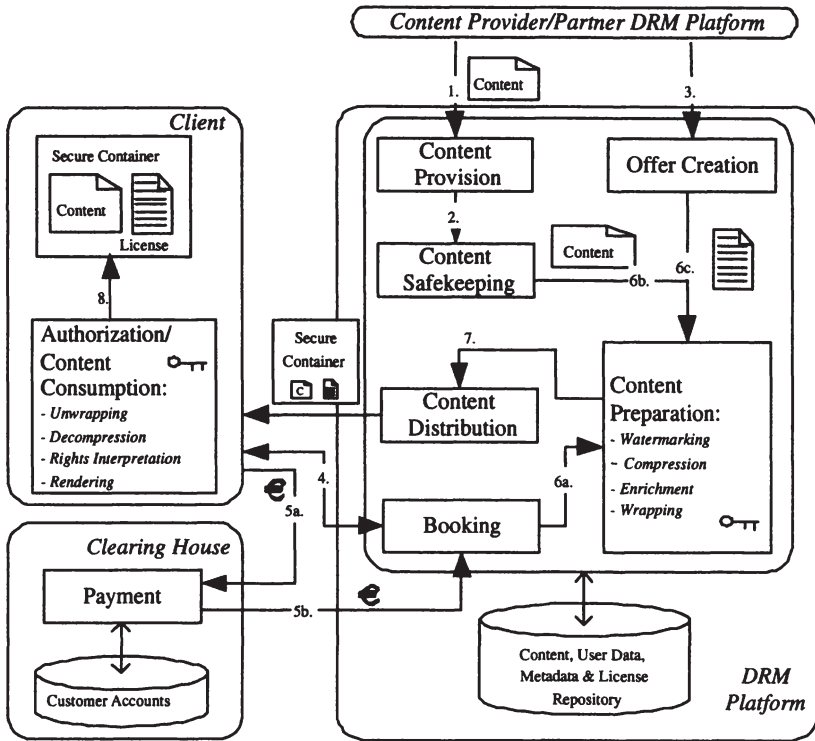 Content Provider/Partner DRM Platform
1.
Content
3.
Client
Secure Container
Content
License
8.
Authorization/
Content
Consumption:
- Unwrapping
- Decompression
- Rights Interpretation
- Rendering
Content
Provision
Offer Creation
2.
Content
Safekeeping
Content
6b.
6c.
Secure
Container
C
7.
Content
Distribution
Content
Preparation:
- Watermarking
- Compression
- Enrichment
- Wrapping
4.
6a.
€
5a.
Booking
Clearing House
Payment
5b.
€
Customer Accounts
Content, User Data,
Metadata & License
Repository
DRM
Platform